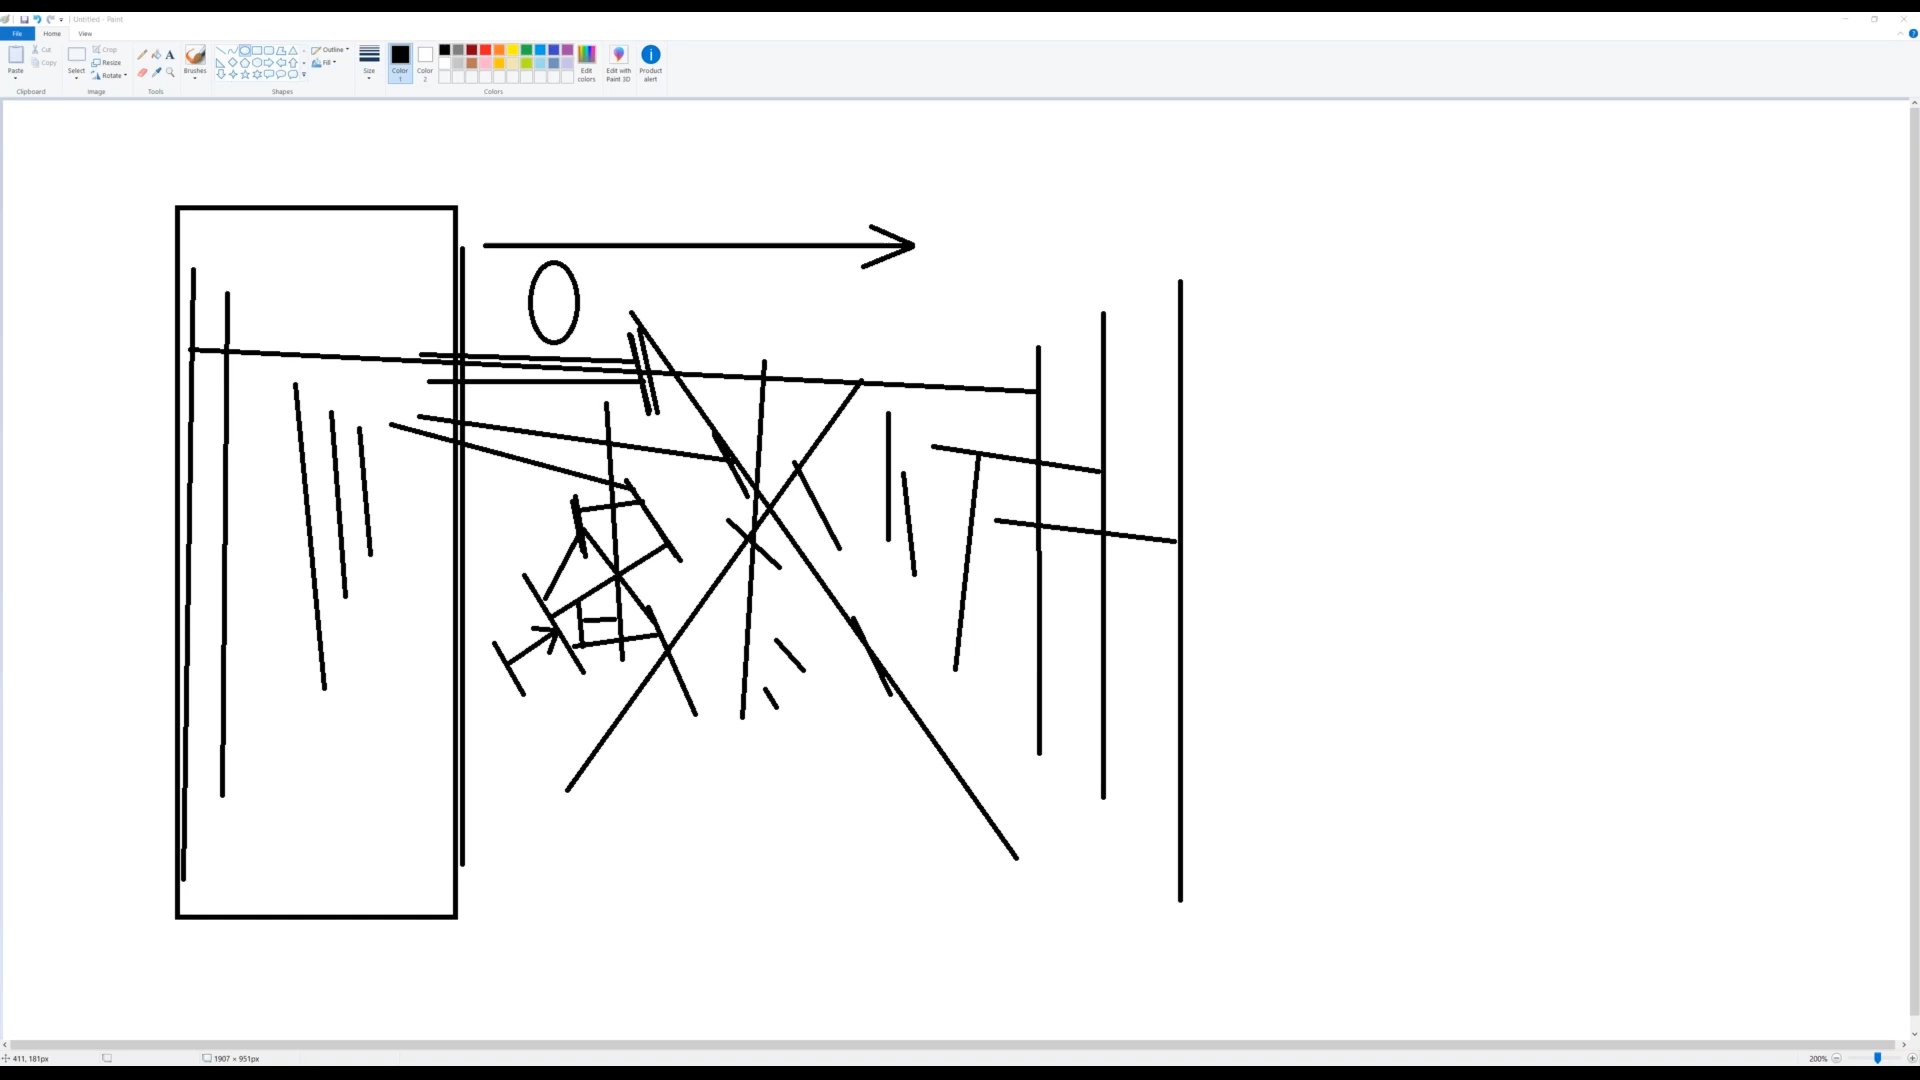 Untitled - Paint
File Home View
Paste Cut Copy
Select Crop Resize Rotate
A
Brushes
Outline
Fill
Size
Color 1
Color 2
Edit colors
Edit with Paint 3D
Product alert
Clipboard Image Tools Shapes Colors
411, 181px
1907 × 951px
200%